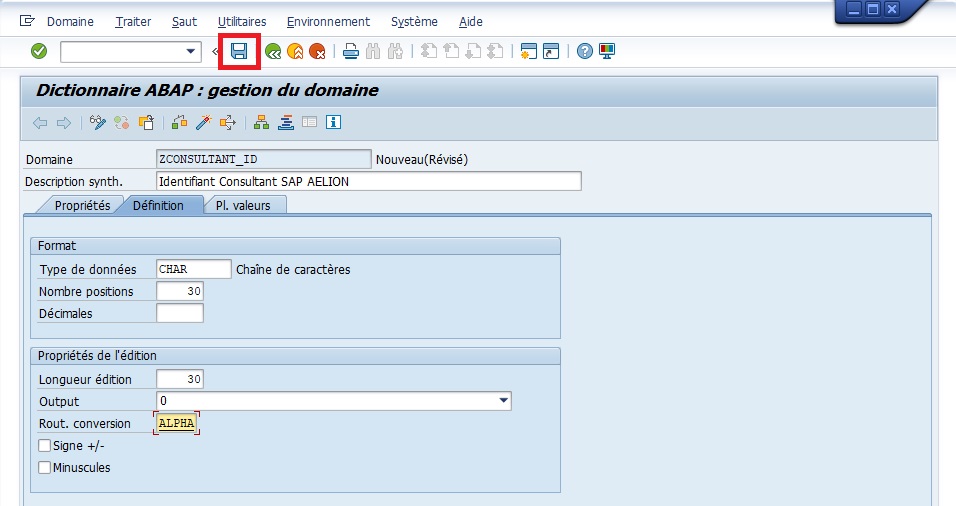 Domaine Traiter Saut Utilitaires Environnement Système Aide
Dictionnaire ABAP : gestion du domaine
Domaine ZCONSULTANT_ID Nouveau(Révisé)
Description synth. Identifiant Consultant SAP AELION
Propriétés Définition Pl. valeurs
Format
Type de données CHAR Chaîne de caractères
Nombre positions 30
Décimales
Propriétés de l'édition
Longueur édition 30
Output 0
Rout. conversion ALPHA
Signe +/-
Minuscules